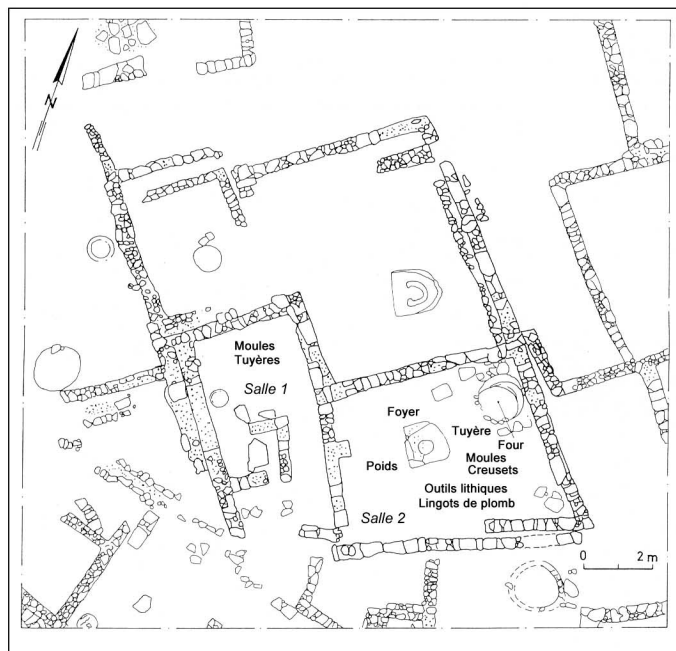 N
Moules
Tuyères
Salle 1
Foyer
Tuyère
Four
Moules
Creusets
Poids
Outils lithiques
Lingots de plomb
Salle 2
0 2 m